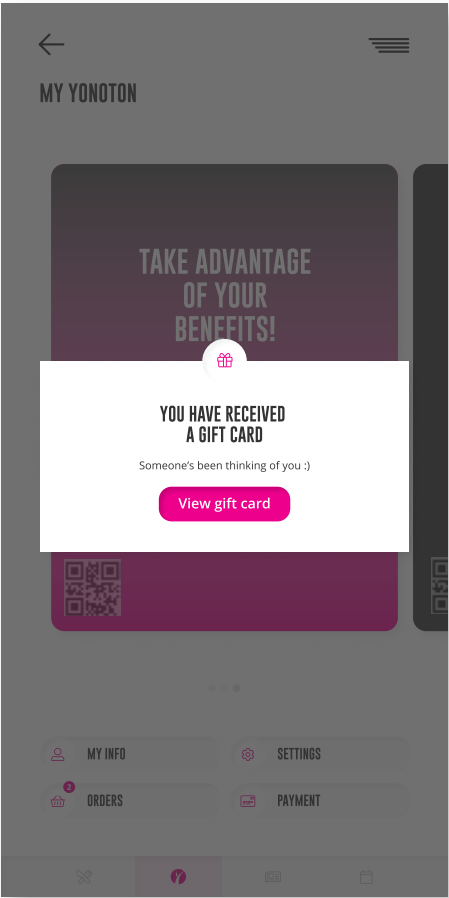 MY YONOTON
TAKE ADVANTAGE
OF YOUR
BENEFITS!
YOU HAVE RECEIVED
A GIFT CARD
Someone's been thinking of you :)
View gift card
MY INFO
SETTINGS
2
ORDERS
PAYMENT